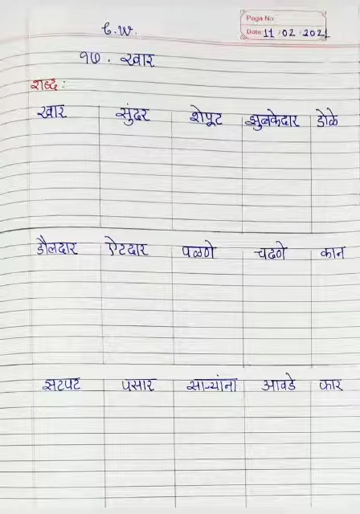 Page No
C.W.
Date 11 / 02 - 2021
१७. खार
शब्द :
खार सुंदर शेपूट झुबकेदार डोळे
डौलदार ऐटदार पळणे चढणे कान
झटपट पसार साऱ्यांना आवडे फार